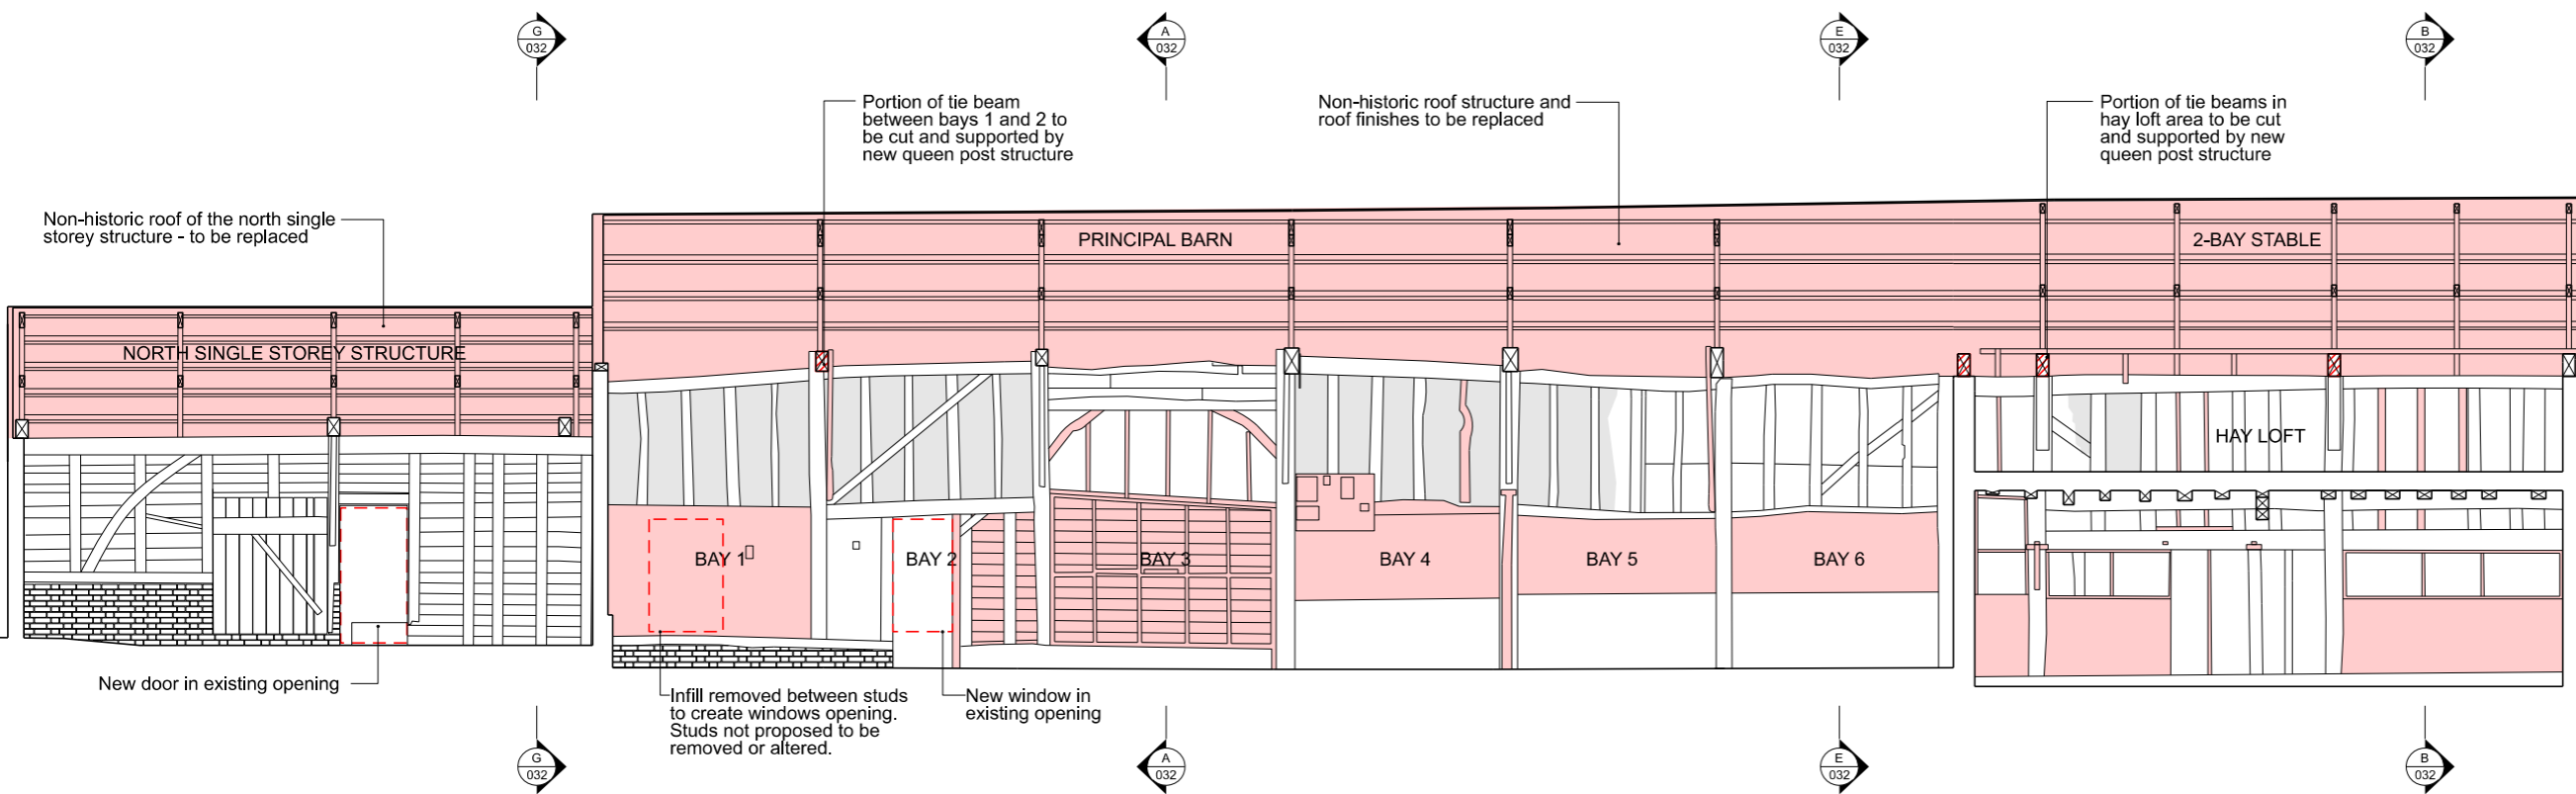 G
032
A
032
E
032
B
032
Portion of tie beam
between bays 1 and 2 to
be cut and supported by
new queen post structure
Non-historic roof structure and
roof finishes to be replaced
Portion of tie beams in
hay loft area to be cut
and supported by new
queen post structure
Non-historic roof of the north single
storey structure - to be replaced
PRINCIPAL BARN
2-BAY STABLE
NORTH SINGLE STOREY STRUCTURE
HAY LOFT
BAY 1
BAY 2
BAY 3
BAY 4
BAY 5
BAY 6
New door in existing opening
Infill removed between studs
to create windows opening.
Studs not proposed to be
removed or altered.
New window in
existing opening
G
032
A
032
E
032
B
032